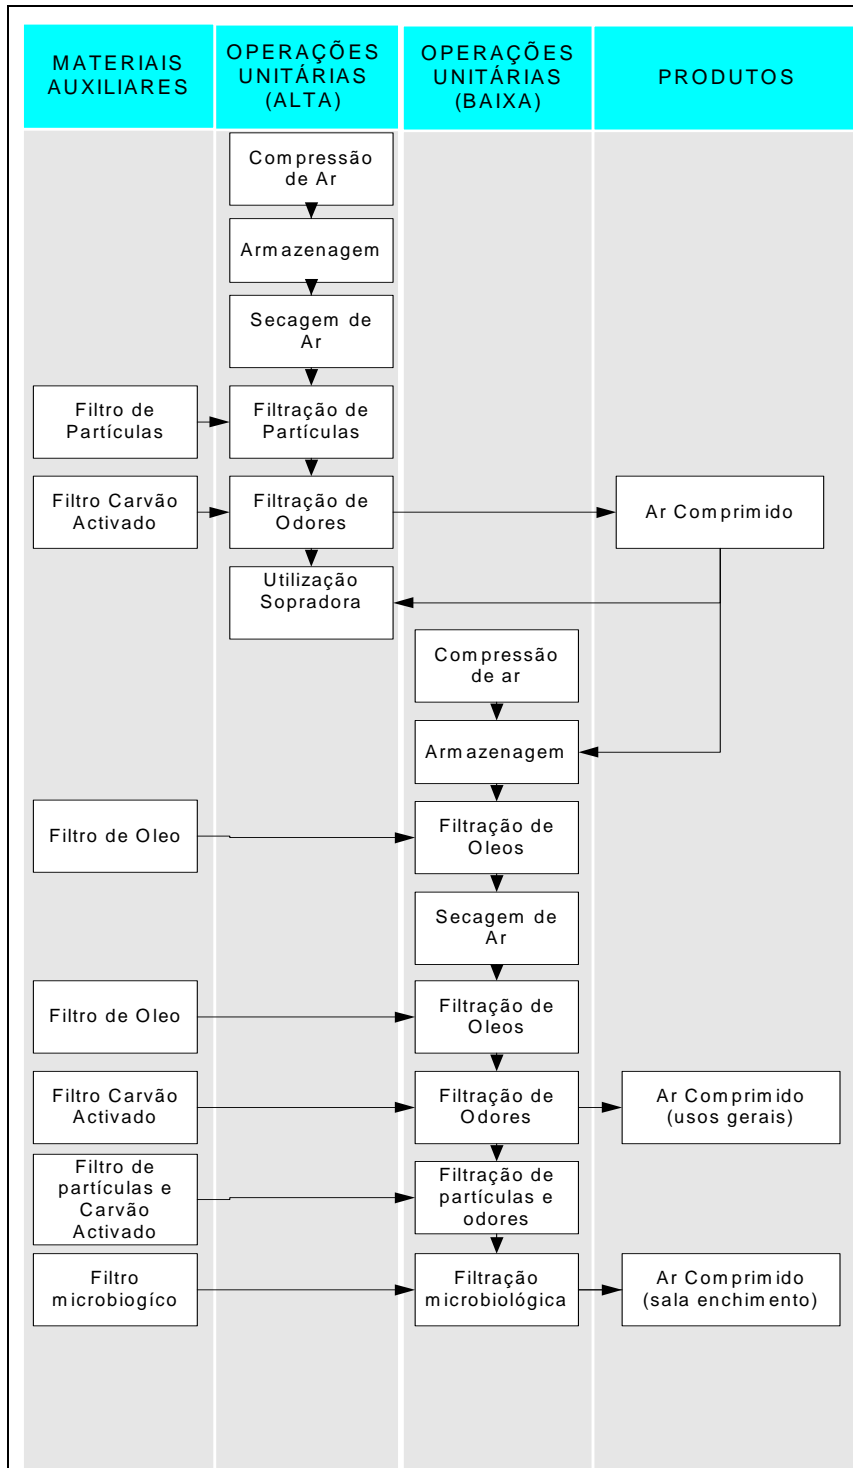 MATERIAIS
AUXILIARES
OPERAÇÕES
UNITÁRIAS
(ALTA)
OPERAÇÕES
UNITÁRIAS
(BAIXA)
PRODUTOS
Compressão
de Ar
Armazenagem
Secagem de
Ar
Filtro de
Partículas
Filtração de
Partículas
Filtro Carvão
Activado
Filtração de
Odores
Ar Comprimido
Utilização
Sopradora
Compressão
de ar
Armazenagem
Filtro de Oleo
Filtração de
Oleos
Secagem de
Ar
Filtro de Oleo
Filtração de
Oleos
Filtro Carvão
Activado
Filtração de
Odores
Ar Comprimido
(usos gerais)
Filtro de
partículas e
Carvão
Activado
Filtração de
partículas e
odores
Filtro
microbiogíco
Filtração
microbiológica
Ar Comprimido
(sala enchimento)